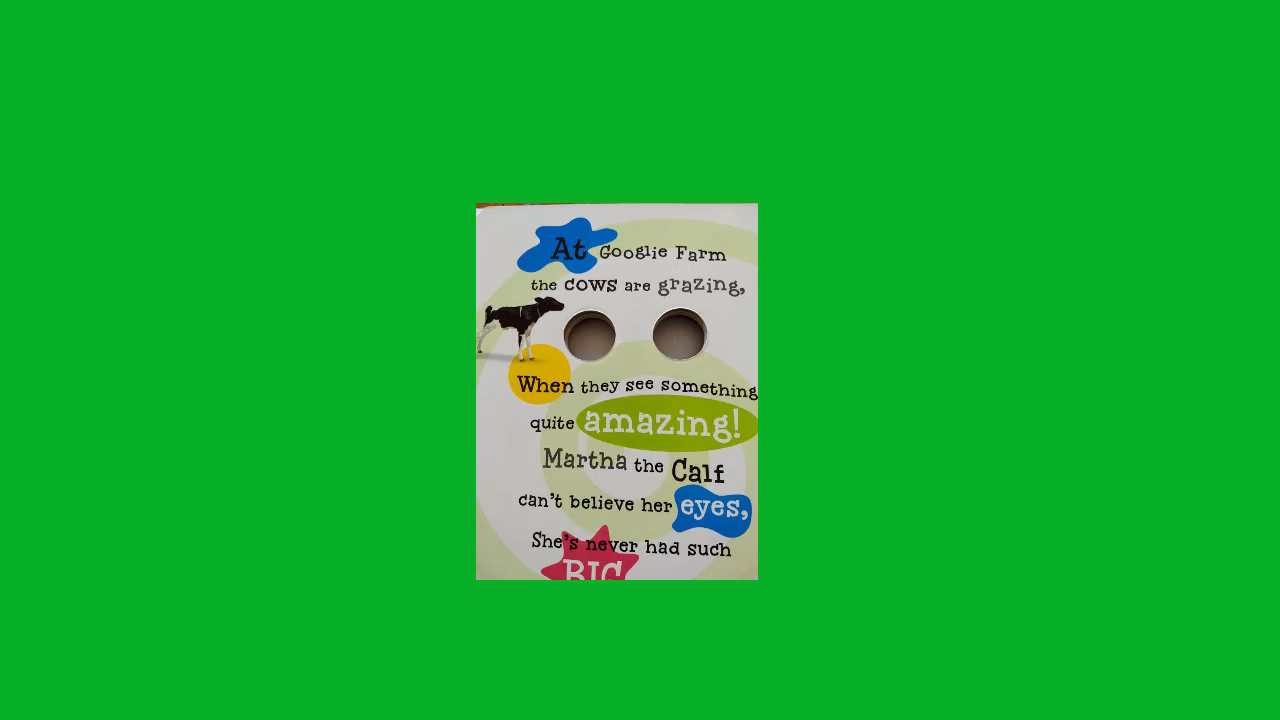 At Googlie Farm
the cows are grazing,
When they see something
quite amazing!
Martha the Calf
can't believe her eyes,
She's never had such
BIG